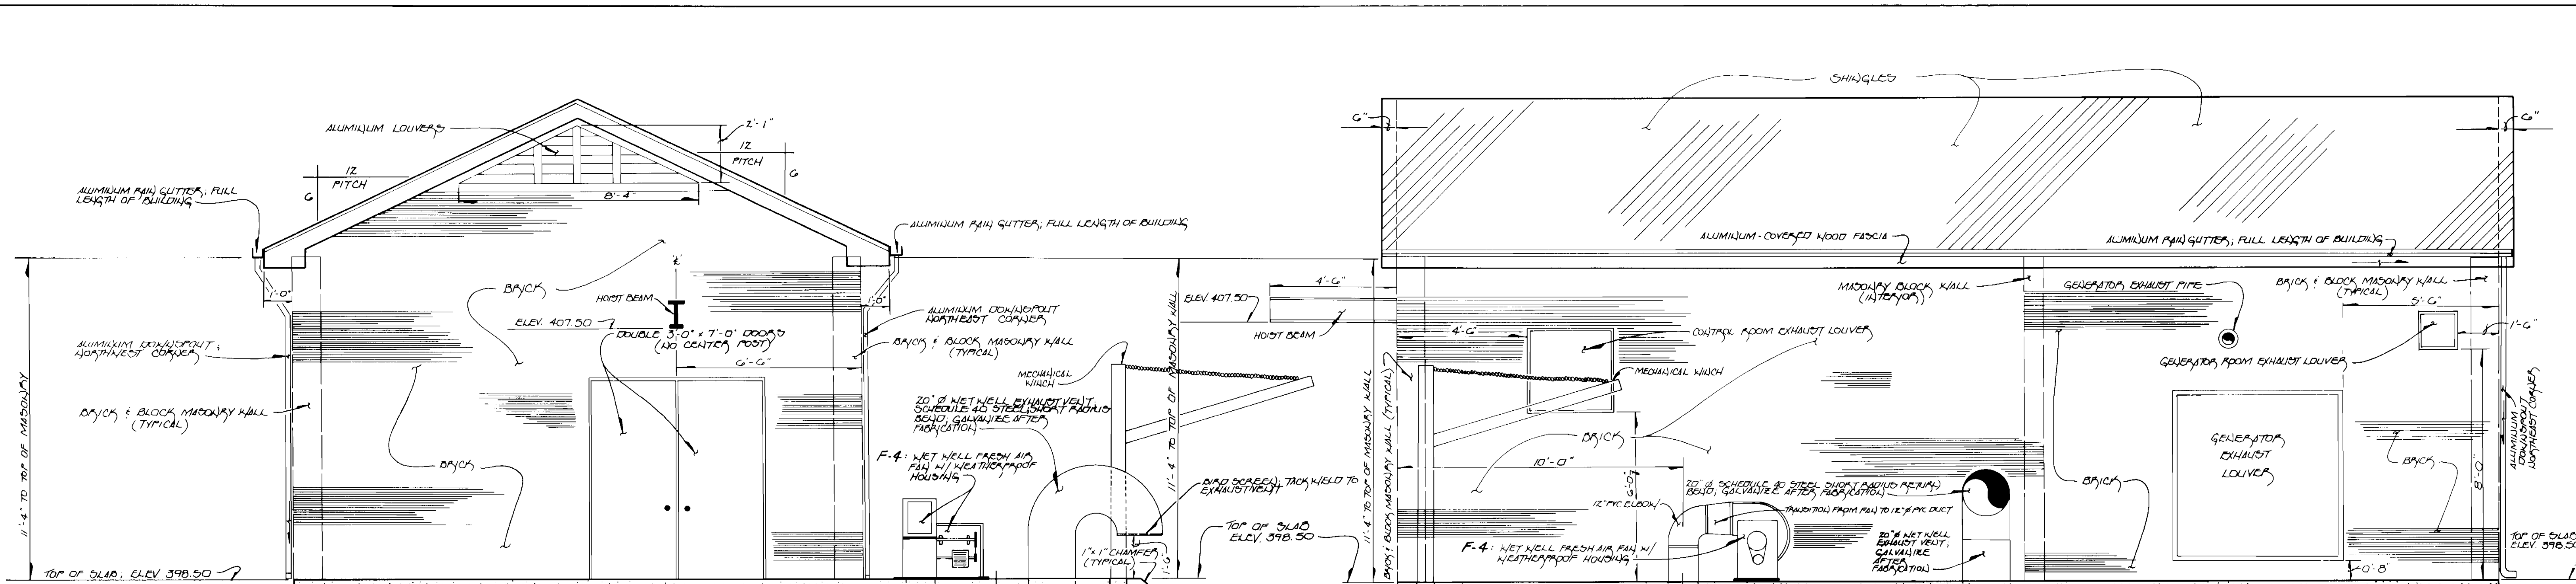 ALUMINUM LOUVERS
2'-1"
12
PITCH
6
12
PITCH
6
8'-4"
ALUMINUM RAIN GUTTER; FULL
LENGTH OF BUILDING
ALUMINUM RAIN GUTTER; FULL LENGTH OF BUILDING
1'-0"
BRICK
HOIST BEAM
ELEV. 407.50
DOUBLE 3'-0" x 7'-0" DOORS
(NO CENTER POST)
6'-6"
1'-0"
ALUMINUM DOWNSPOUT
NORTHEAST CORNER
BRICK & BLOCK MASONRY WALL
(TYPICAL)
ALUMINUM DOWNSPOUT;
NORTHWEST CORNER
BRICK & BLOCK MASONRY WALL
(TYPICAL)
BRICK
11'-4" TO TOP OF MASONRY
TOP OF SLAB; ELEV 398.50
MECHANICAL
WINCH
20" Ø WET WELL EXHAUST VENT;
SCHEDULE 40 STEEL SHORT RADIUS
BEND; GALVANIZE AFTER
FABRICATION
F-4: WET WELL FRESH AIR
FAN W/ WEATHERPROOF
HOUSING
BIRD SCREEN; TACK WELD TO
EXHAUST VENT
1"x1" CHAMFER;
(TYPICAL)
1'-6"
11'-4" TO TOP OF MASONRY WALL
TOP OF SLAB
ELEV. 398.50
SHINGLES
6"
6"
ALUMINUM-COVERED WOOD FASCIA
ALUMINUM RAIN GUTTER; FULL LENGTH OF BUILDING
4'-6"
ELEV. 407.50
HOIST BEAM
4'-6"
CONTROL ROOM EXHAUST LOUVER
MECHANICAL WINCH
MASONRY BLOCK WALL
(INTERIOR)
GENERATOR EXHAUST PIPE
BRICK & BLOCK MASONRY WALL
(TYPICAL)
5'-6"
1'-6"
GENERATOR ROOM EXHAUST LOUVER
11'-4" TO TOP OF MASONRY WALL
BRICK & BLOCK MASONRY WALL (TYPICAL)
BRICK
10'-0"
12" PVC ELBOW
20" Ø SCHEDULE 40 STEEL SHORT RADIUS RETURN
BEND; GALVANIZE AFTER FABRICATION
TRANSITION FROM FAN TO 12" Ø PVC DUCT
F-4: WET WELL FRESH AIR FAN W/
WEATHERPROOF HOUSING
20" Ø WET WELL
EXHAUST VENT;
GALVANIZE
AFTER
FABRICATION
BRICK
GENERATOR
EXHAUST
LOUVER
BRICK
8'-0"
0'-8"
ALUMINUM
DOWNSPOUT
NORTHEAST CORNER
TOP OF SLAB
ELEV. 398.50